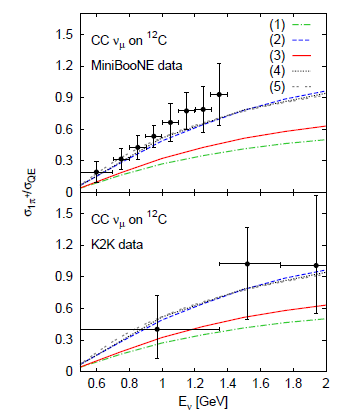 1.5
1.2
0.9
0.6
0.3
0
CC νμ on ¹²C
MiniBooNE data
(1)
(2)
(3)
(4)
(5)
σ1π⁺/σQE
1.5
1.2
0.9
0.6
0.3
0
CC νμ on ¹²C
K2K data
0.6 0.8 1 1.2 1.4 1.6 1.8 2
Eν [GeV]